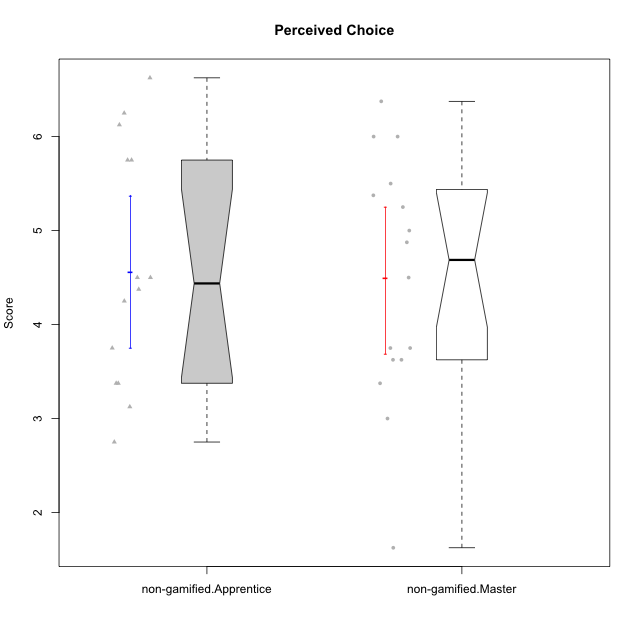 Perceived Choice
Score
6
5
4
3
2
non-gamified.Apprentice
non-gamified.Master